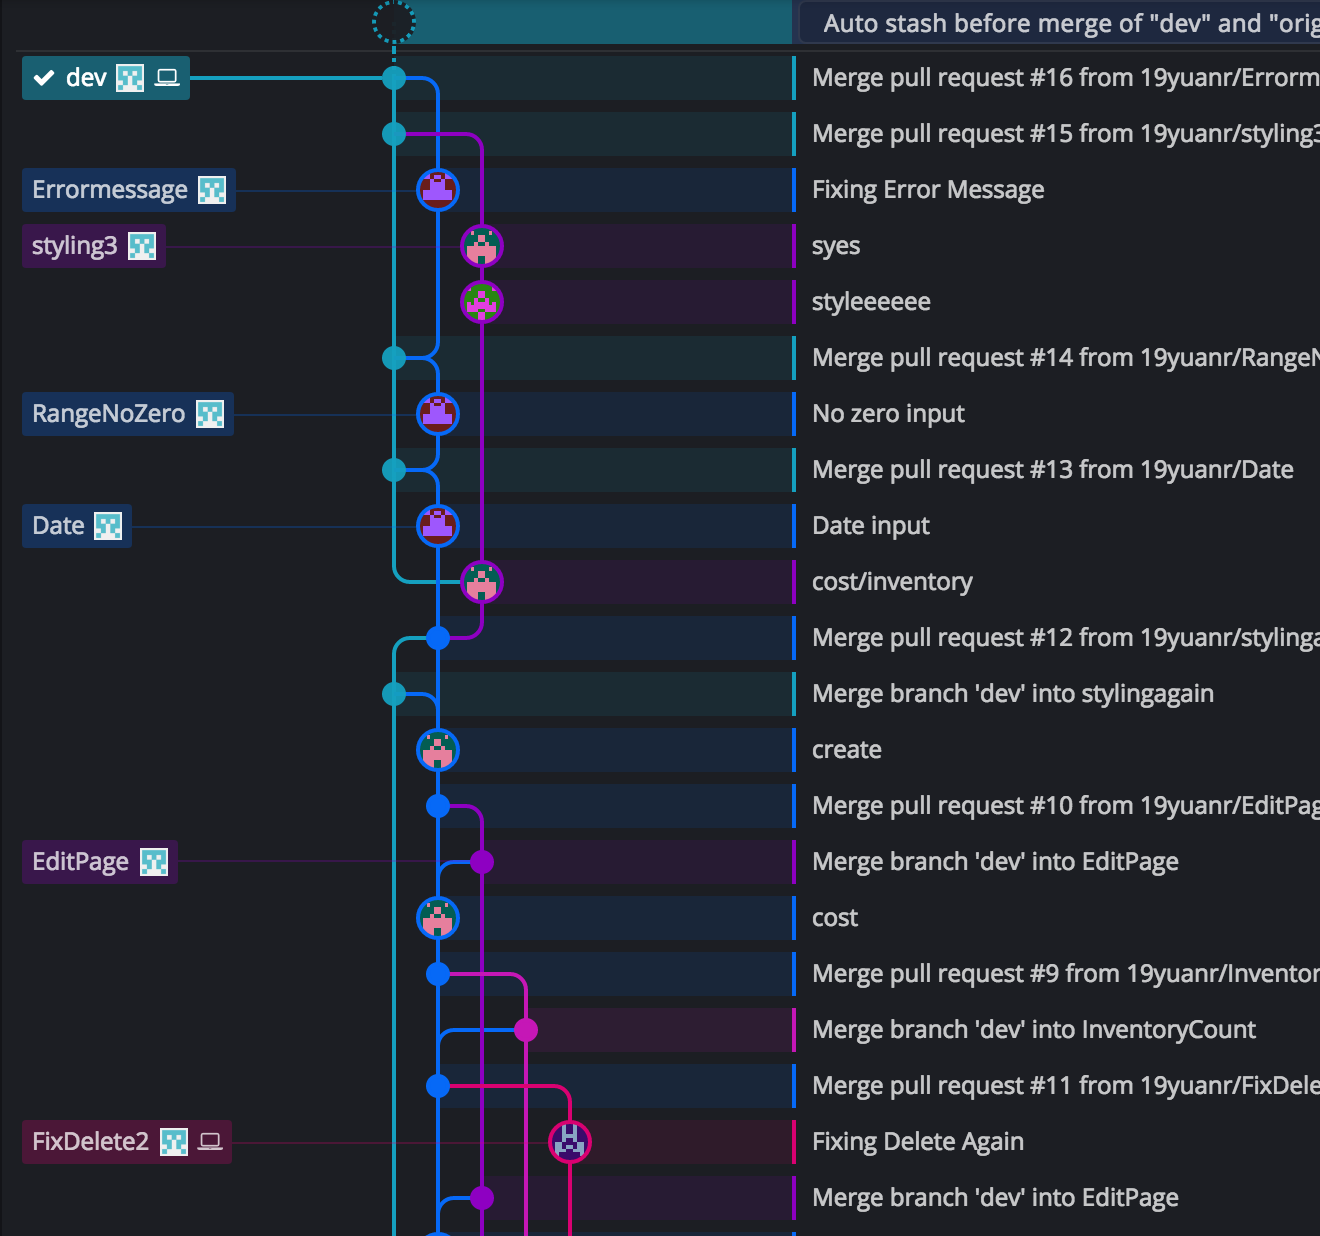 Auto stash before merge of "dev" and "orig
dev
Merge pull request #16 from 19yuanr/Errorm
Merge pull request #15 from 19yuanr/styling3
Errormessage
Fixing Error Message
styling3
syes
styleeeeee
Merge pull request #14 from 19yuanr/RangeN
RangeNoZero
No zero input
Merge pull request #13 from 19yuanr/Date
Date
Date input
cost/inventory
Merge pull request #12 from 19yuanr/stylinga
Merge branch 'dev' into stylingagain
create
Merge pull request #10 from 19yuanr/EditPag
EditPage
Merge branch 'dev' into EditPage
cost
Merge pull request #9 from 19yuanr/Inventor
Merge branch 'dev' into InventoryCount
Merge pull request #11 from 19yuanr/FixDele
FixDelete2
Fixing Delete Again
Merge branch 'dev' into EditPage